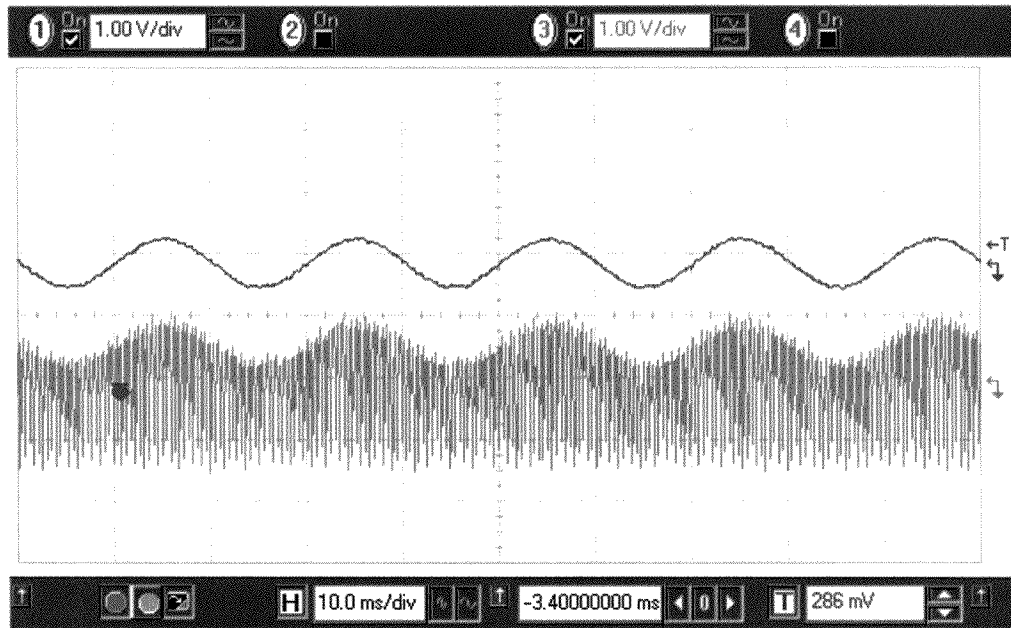 1 On 1.00 V/div 2 On 3 On 1.00 V/div 4 On
T
H 10.0 ms/div -3.40000000 ms 0 T 286 mV